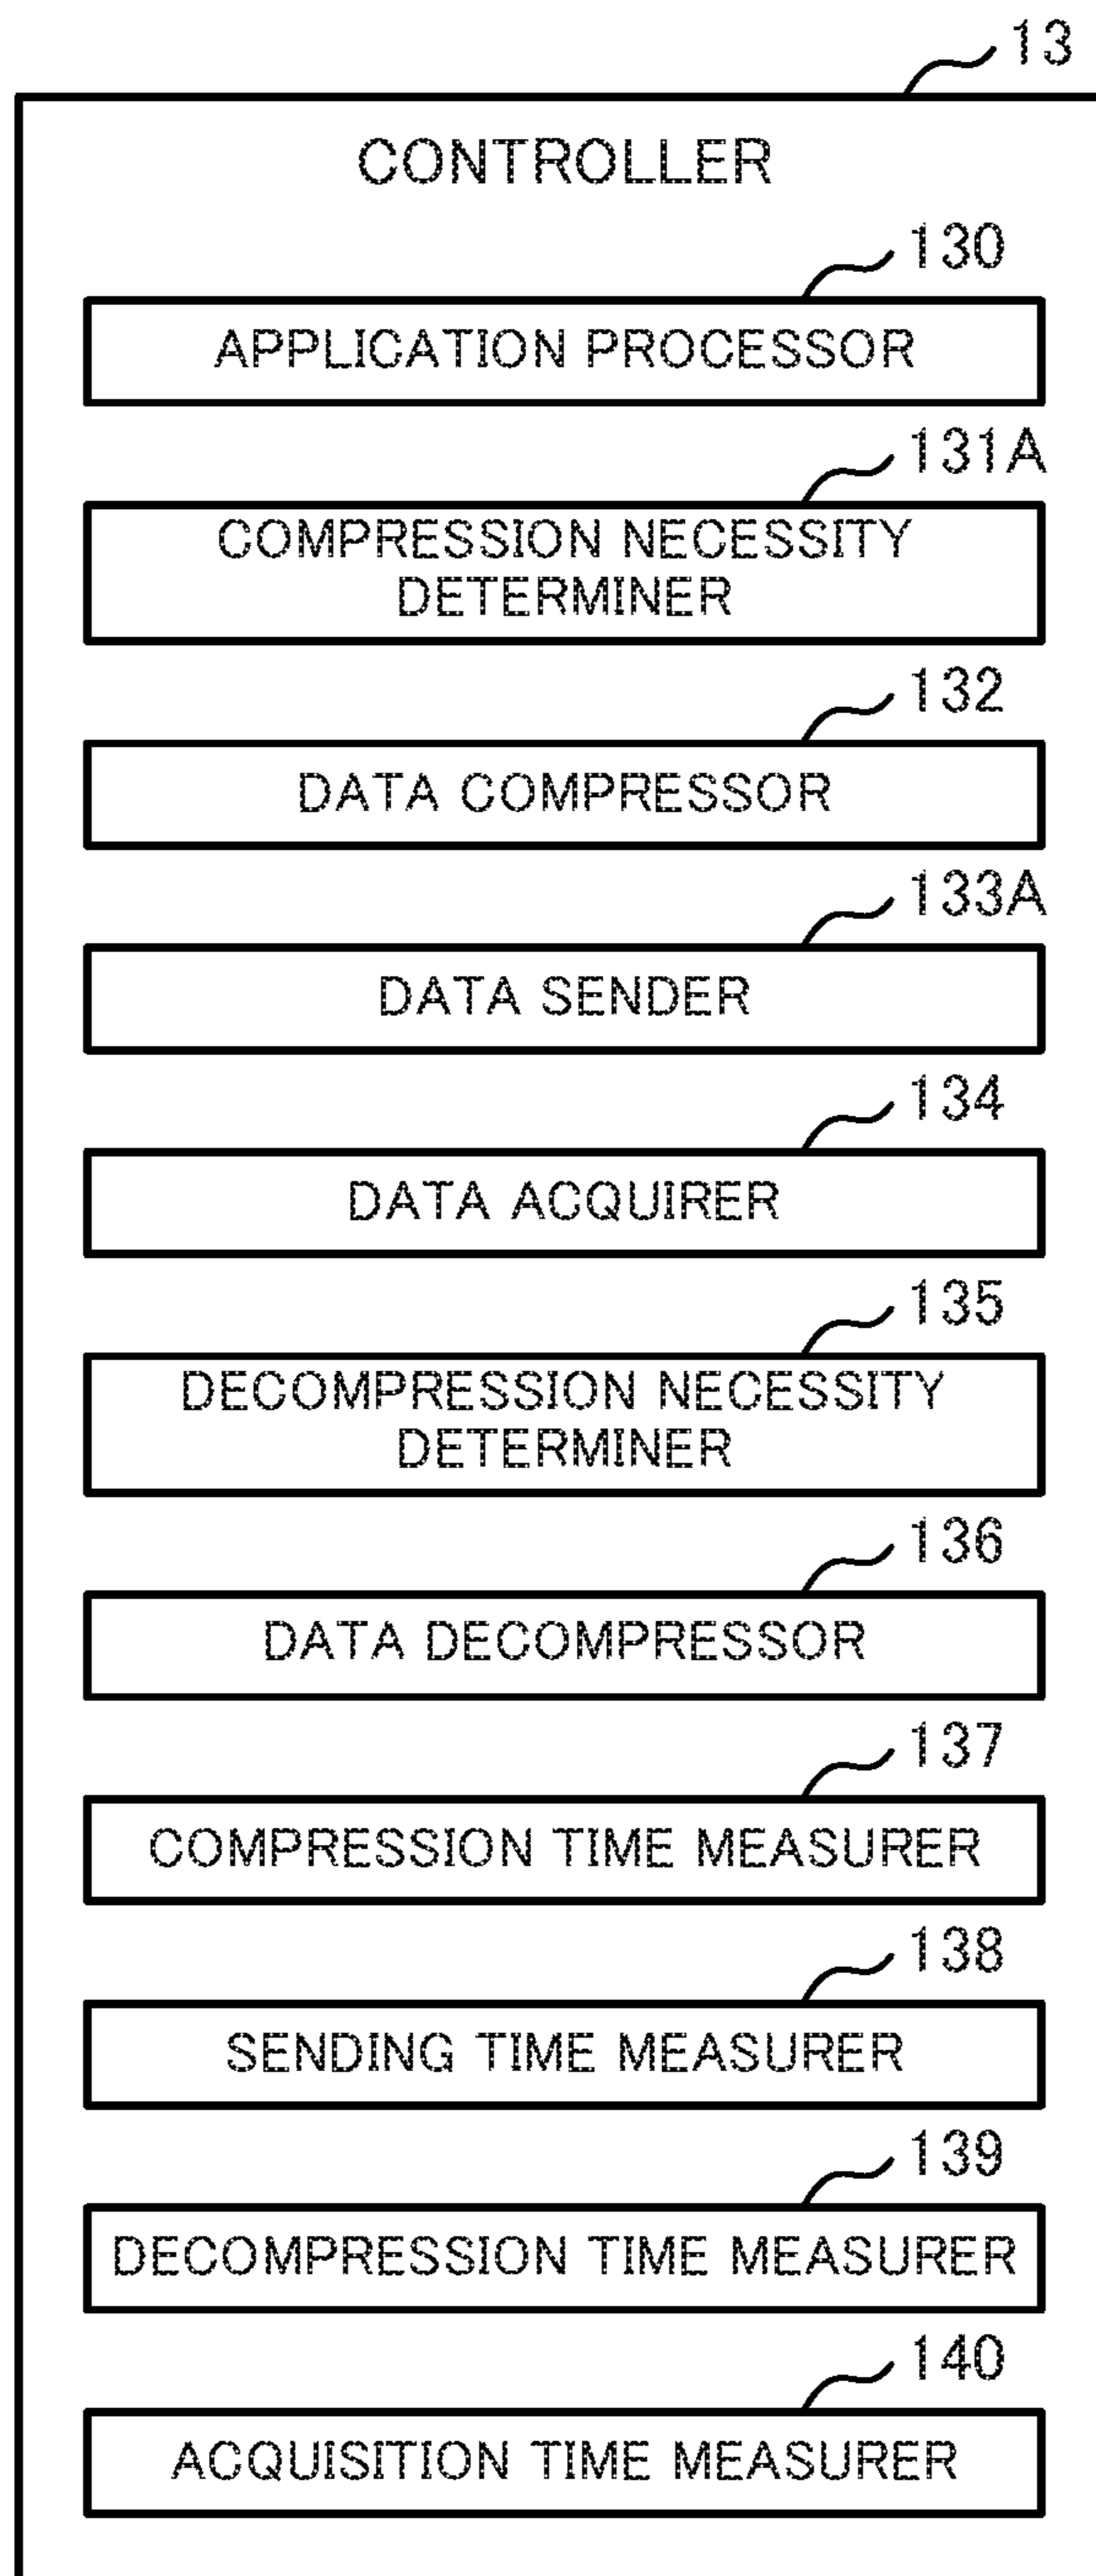 13
CONTROLLER
130
APPLICATION PROCESSOR
131A
COMPRESSION NECESSITY
DETERMINER
132
DATA COMPRESSOR
133A
DATA SENDER
134
DATA ACQUIRER
135
DECOMPRESSION NECESSITY
DETERMINER
136
DATA DECOMPRESSOR
137
COMPRESSION TIME MEASURER
138
SENDING TIME MEASURER
139
DECOMPRESSION TIME MEASURER
140
ACQUISITION TIME MEASURER